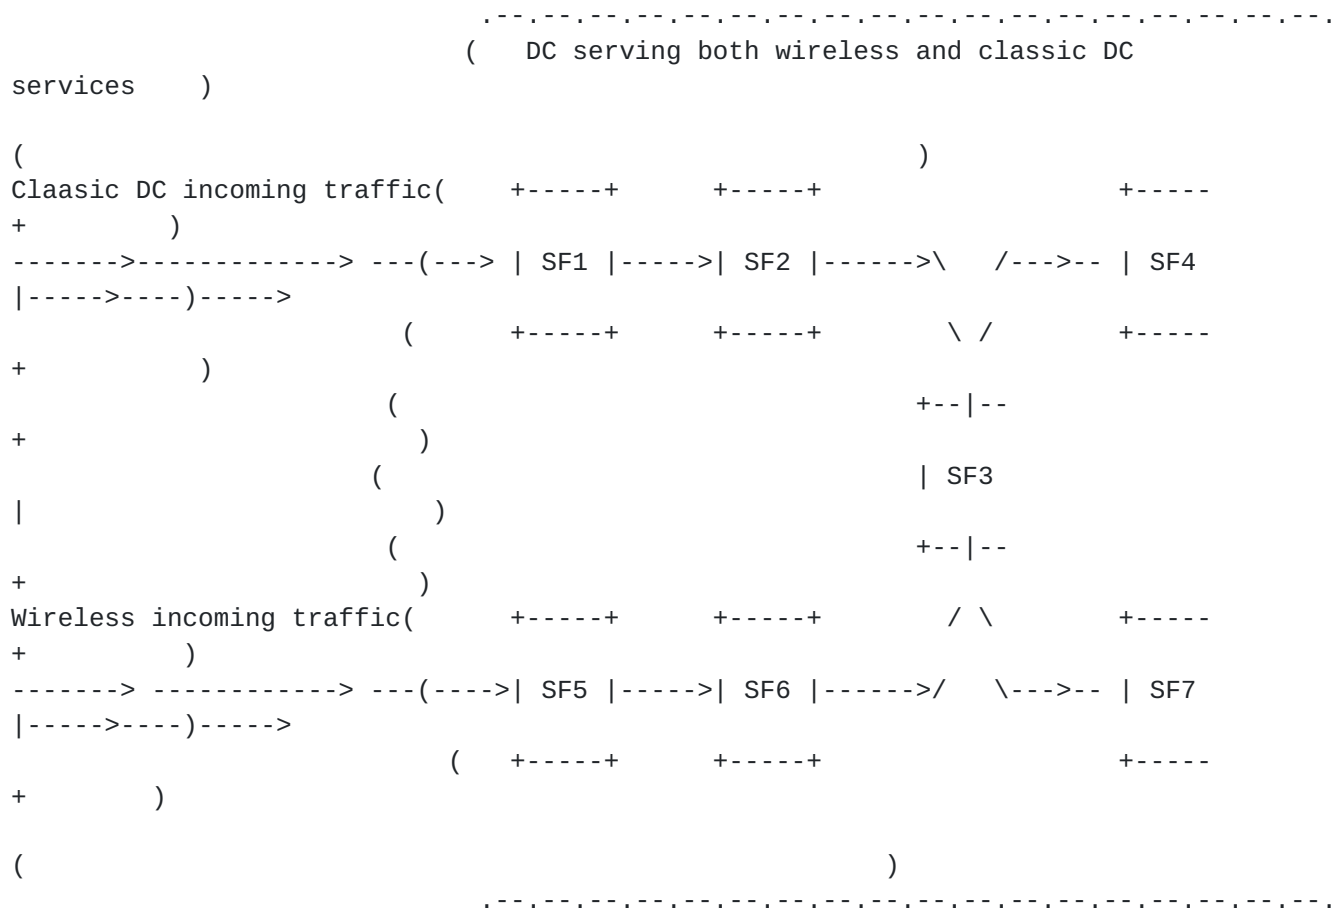 .--.--.--.--.--.--.--.--.--.--.--.--.--.--.--.--.--.--.
                             (   DC serving both wireless and classic DC
services    )

(                                                         )
Claasic DC incoming traffic(    +-----+      +-----+                   +-----
+         )
------->-------------> ---(---> | SF1 |----->| SF2 |------>\   /--->-- | SF4
|----->----)----->
                         (      +-----+      +-----+        \ /        +-----
+           )
                        (                                 +--|--
+                         )
                       (                                  | SF3
|                          )
                        (                                 +--|--
+                         )
Wireless incoming traffic(      +-----+      +-----+        / \        +-----
+          )
-------> ------------> ---(---->| SF5 |----->| SF6 |------>/   \--->-- | SF7
|----->----)----->
                            (   +-----+      +-----+                   +-----
+        )

(                                                       )
                              .--.--.--.--.--.--.--.--.--.--.--.--.--.--.--.--.--.--.